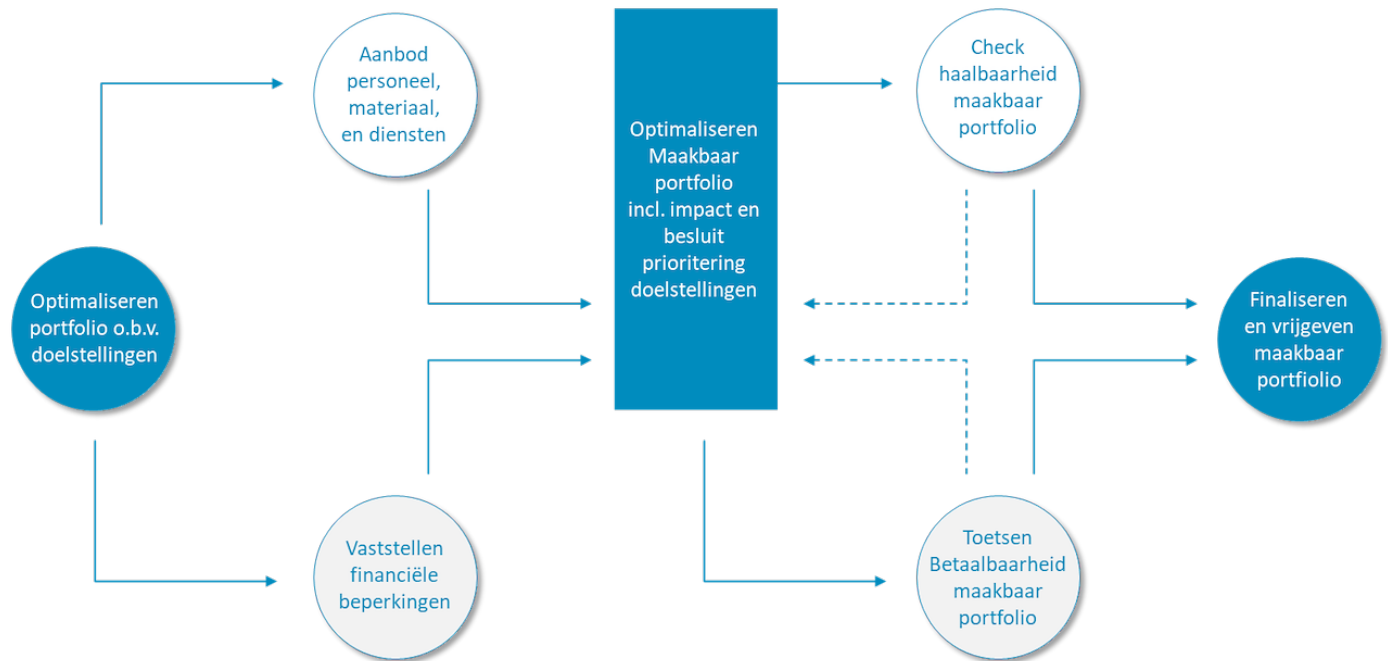 Optimaliseren
portfolio o.b.v.
doelstellingen
Aanbod
personeel,
materiaal,
en diensten
Vaststellen
financiële
beperkingen
Optimaliseren
Maakbaar
portfolio
incl. impact en
besluit
prioritering
doelstellingen
Check
haalbaarheid
maakbaar
portfolio
Toetsen
Betaalbaarheid
maakbaar
portfolio
Finaliseren
en vrijgeven
maakbaar
portfiolio